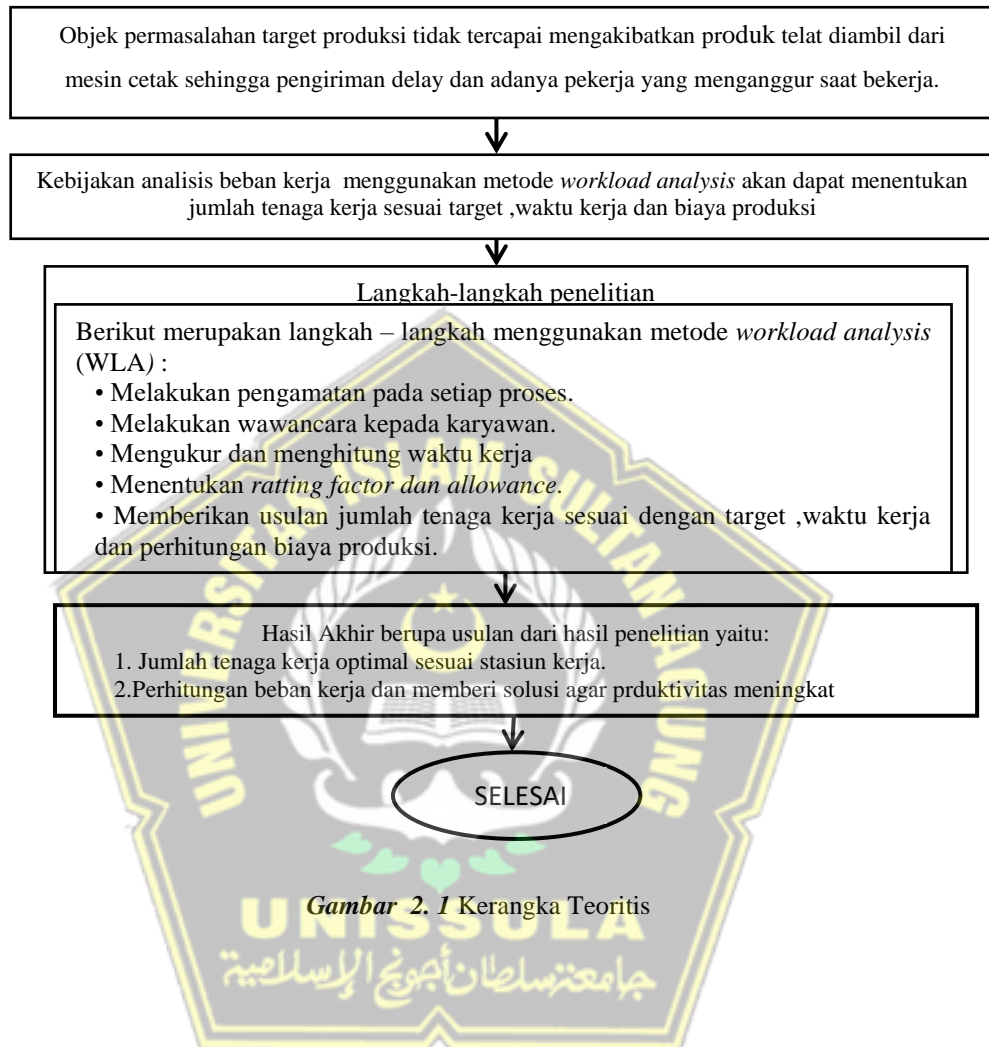 Objek permasalahan target produksi tidak tercapai mengakibatkan produk telat diambil dari
mesin cetak sehingga pengiriman delay dan adanya pekerja yang menganggur saat bekerja.
Kebijakan analisis beban kerja menggunakan metode workload analysis akan dapat menentukan
jumlah tenaga kerja sesuai target ,waktu kerja dan biaya produksi
Langkah-langkah penelitian
Berikut merupakan langkah – langkah menggunakan metode workload analysis
(WLA) :
• Melakukan pengamatan pada setiap proses.
• Melakukan wawancara kepada karyawan.
• Mengukur dan menghitung waktu kerja
• Menentukan ratting factor dan allowance.
• Memberikan usulan jumlah tenaga kerja sesuai dengan target ,waktu kerja
dan perhitungan biaya produksi.
Hasil Akhir berupa usulan dari hasil penelitian yaitu:
1. Jumlah tenaga kerja optimal sesuai stasiun kerja.
2.Perhitungan beban kerja dan memberi solusi agar prduktivitas meningkat
SELESAI
Gambar 2. 1 Kerangka Teoritis
UNIVERSITAS ISLAM SULTAN AGUNG
UNISSULA
جامعتسلطان أجونج الإسلامية